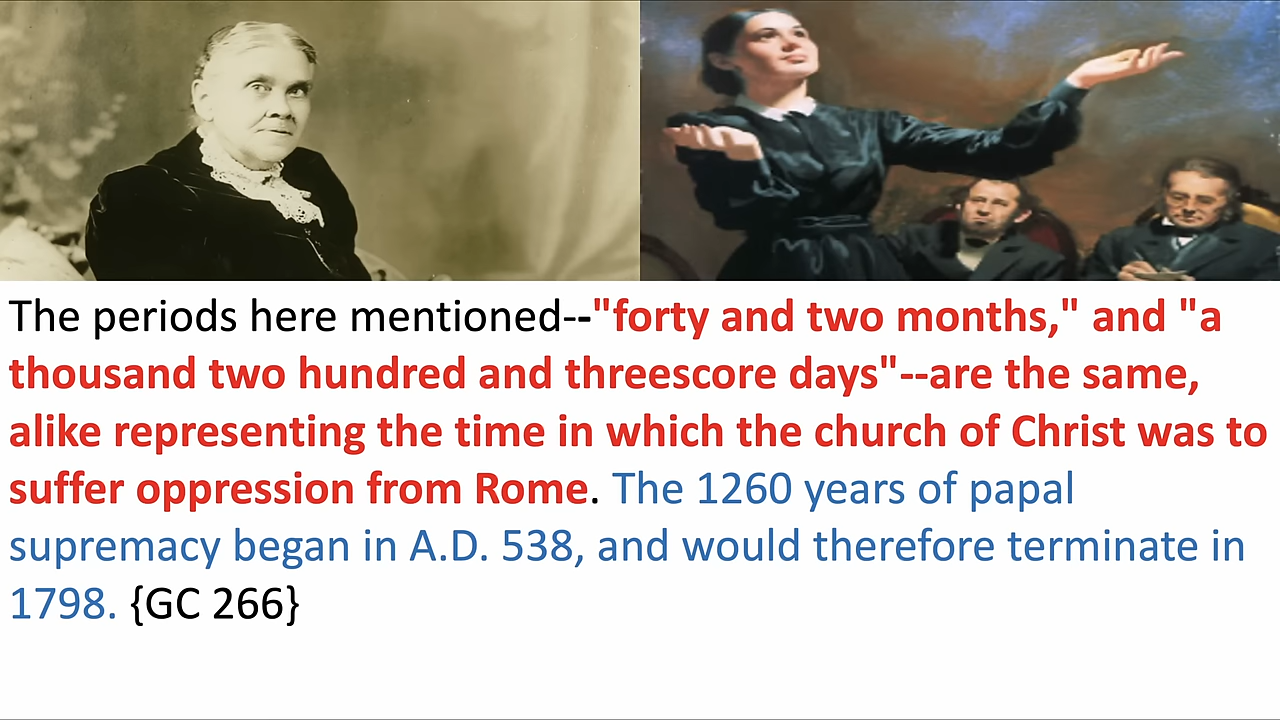 The periods here mentioned--"forty and two months," and "a
thousand two hundred and threescore days"--are the same,
alike representing the time in which the church of Christ was to
suffer oppression from Rome. The 1260 years of papal
supremacy began in A.D. 538, and would therefore terminate in
1798. {GC 266}